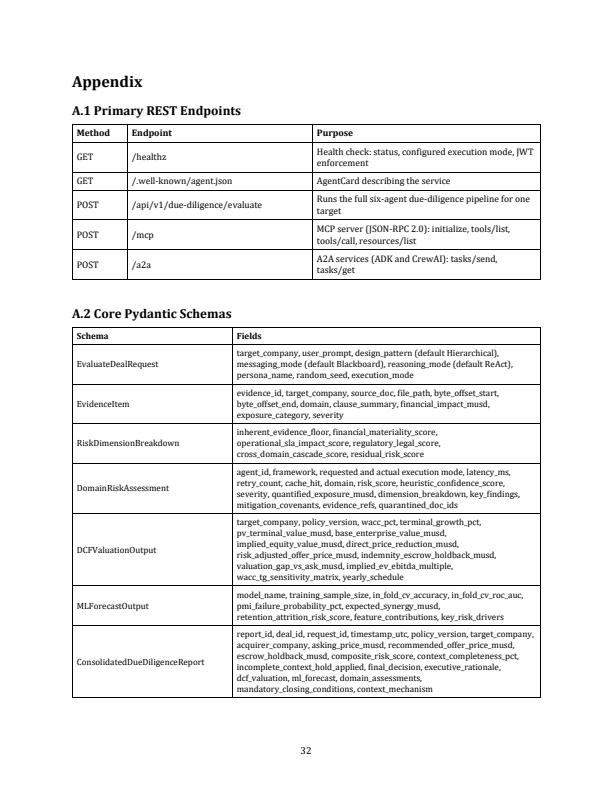 Appendix
A.1 Primary REST Endpoints
Method Endpoint Purpose
GET /healthz Health check: status, configured execution mode, JWT
enforcement
GET /.well-known/agent.json AgentCard describing the service
POST /api/v1/due-diligence/evaluate Runs the full six-agent due-diligence pipeline for one
target
POST /mcp MCP server (JSON-RPC 2.0): initialize, tools/list,
tools/call, resources/list
POST /a2a A2A services (ADK and CrewAI): tasks/send,
tasks/get
A.2 Core Pydantic Schemas
Schema Fields
EvaluateDealRequest target_company, user_prompt, design_pattern (default Hierarchical),
messaging_mode (default Blackboard), reasoning_mode (default ReAct),
persona_name, random_seed, execution_mode
EvidenceItem evidence_id, target_company, source_doc, file_path, byte_offset_start,
byte_offset_end, domain, clause_summary, financial_impact_musd,
exposure_category, severity
RiskDimensionBreakdown inherent_evidence_floor, financial_materiality_score,
operational_sla_impact_score, regulatory_legal_score,
cross_domain_cascade_score, residual_risk_score
DomainRiskAssessment agent_id, framework, requested and actual execution mode, latency_ms,
retry_count, cache_hit, domain, risk_score, heuristic_confidence_score,
severity, quantified_exposure_musd, dimension_breakdown, key_findings,
mitigation_covenants, evidence_refs, quarantined_doc_ids
DCFValuationOutput target_company, policy_version, wacc_pct, terminal_growth_pct,
pv_terminal_value_musd, base_enterprise_value_musd,
implied_equity_value_musd, direct_price_reduction_musd,
risk_adjusted_offer_price_musd, indemnity_escrow_holdback_musd,
valuation_gap_vs_ask_musd, implied_ev_ebitda_multiple,
wacc_tg_sensitivity_matrix, yearly_schedule
MLForecastOutput model_name, training_sample_size, in_fold_cv_accuracy, in_fold_cv_roc_auc,
pmi_failure_probability_pct, expected_synergy_musd,
retention_attrition_risk_score, feature_contributions, key_risk_drivers
ConsolidatedDueDiligenceReport report_id, deal_id, request_id, timestamp_utc, policy_version, target_company,
acquirer_company, asking_price_musd, recommended_offer_price_musd,
escrow_holdback_musd, composite_risk_score, context_completeness_pct,
incomplete_context_hold_applied, final_decision, executive_rationale,
dcf_valuation, ml_forecast, domain_assessments,
mandatory_closing_conditions, context_mechanism
32